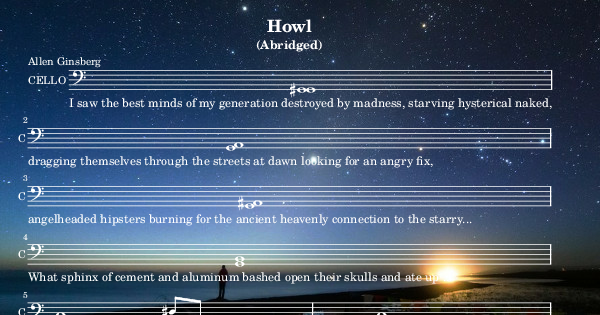 Howl
(Abridged)
Allen Ginsberg
CELLO
I saw the best minds of my generation destroyed by madness, starving hysterical naked,
2
C
dragging themselves through the streets at dawn looking for an angry fix,
3
C
angelheaded hipsters burning for the ancient heavenly connection to the starry...
4
C
What sphinx of cement and aluminum bashed open their skulls and ate up
5
C